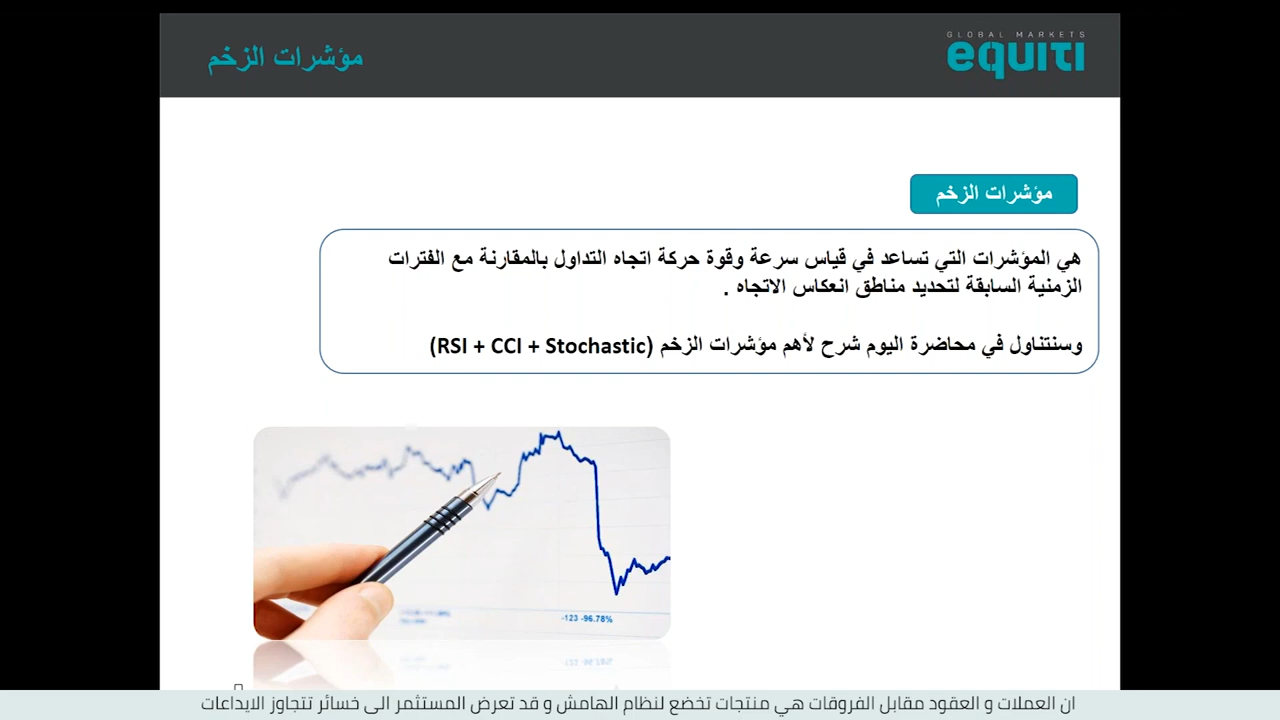 مؤشرات الزخم
GLOBAL MARKETS
equiti
مؤشرات الزخم
هي المؤشرات التي تساعد في قياس سرعة وقوة حركة اتجاه التداول بالمقارنة مع الفترات
الزمنية السابقة لتحديد مناطق انعكاس الاتجاه .
وسنتناول في محاضرة اليوم شرح لأهم مؤشرات الزخم (RSI + CCI + Stochastic)
-123 -96.78%
ان العملات و العقود مقابل الفروقات هي منتجات تخضع لنظام الهامش و قد تعرض المستثمر الى خسائر تتجاوز الايداعات